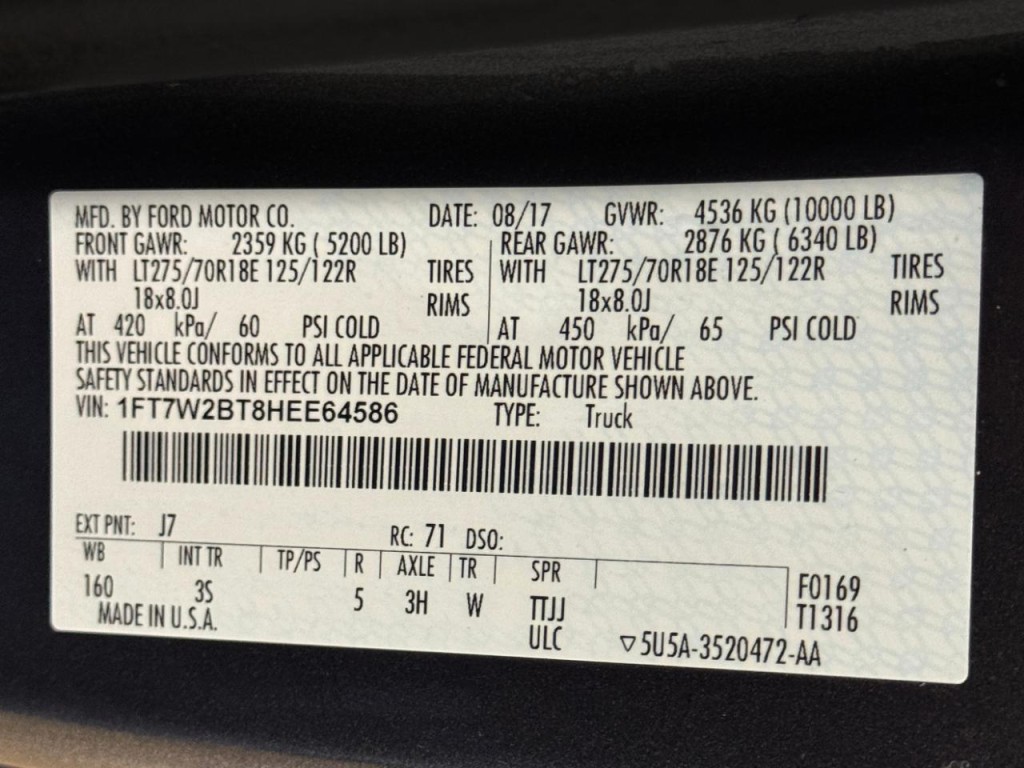 MFD. BY FORD MOTOR CO. DATE: 08/17 GVWR: 4536 KG (10000 LB)
FRONT GAWR: 2359 KG ( 5200 LB) REAR GAWR: 2876 KG ( 6340 LB)
WITH LT275/70R18E 125/122R TIRES WITH LT275/70R18E 125/122R TIRES
18x8.0J RIMS 18x8.0J RIMS
AT 420 kPa/ 60 PSI COLD AT 450 kPa/ 65 PSI COLD
THIS VEHICLE CONFORMS TO ALL APPLICABLE FEDERAL MOTOR VEHICLE
SAFETY STANDARDS IN EFFECT ON THE DATE OF MANUFACTURE SHOWN ABOVE.
VIN: 1FT7W2BT8HEE64586 TYPE: Truck
EXT PNT: J7 RC: 71 DSO:
WB INT TR TP/PS R AXLE TR SPR
160 3S 5 3H W TTJJ F0169
MADE IN U.S.A. ULC T1316
▽5U5A-3520472-AA